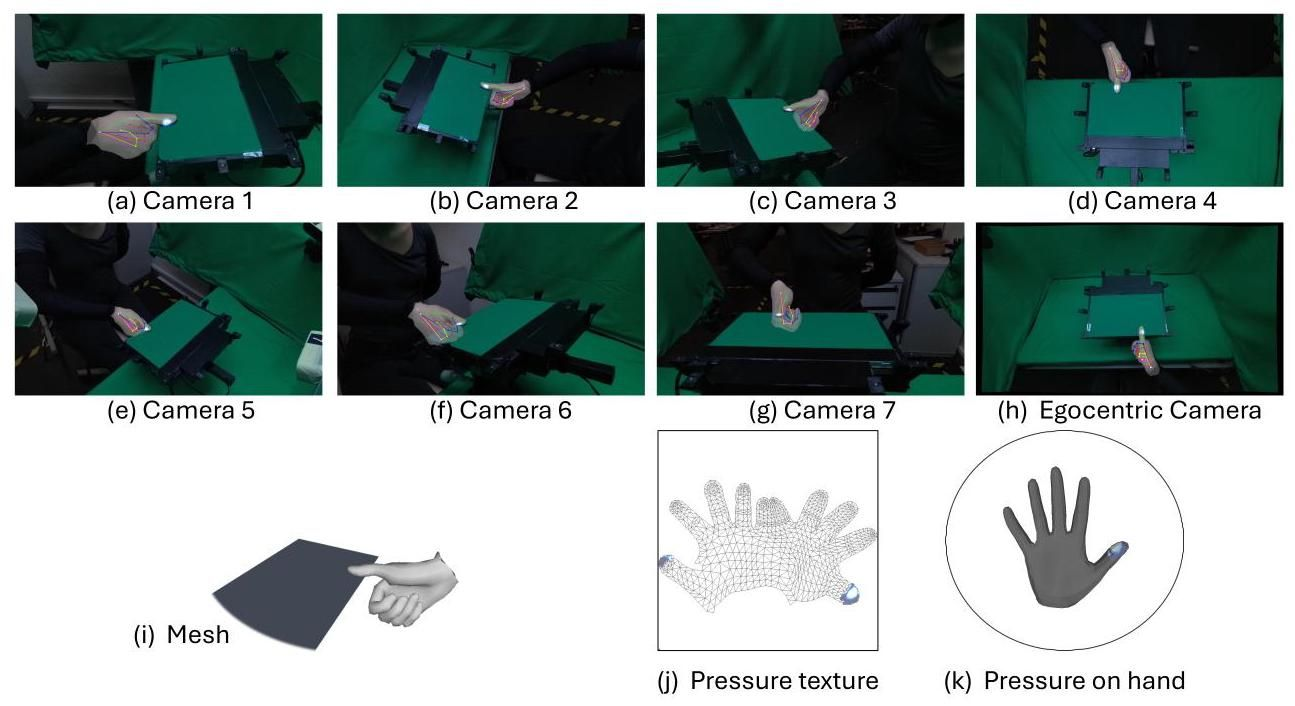 (a) Camera 1
(b) Camera 2
(c) Camera 3
(d) Camera 4
(e) Camera 5
(f) Camera 6
(g) Camera 7
(h) Egocentric Camera
(i) Mesh
(j) Pressure texture
(k) Pressure on hand